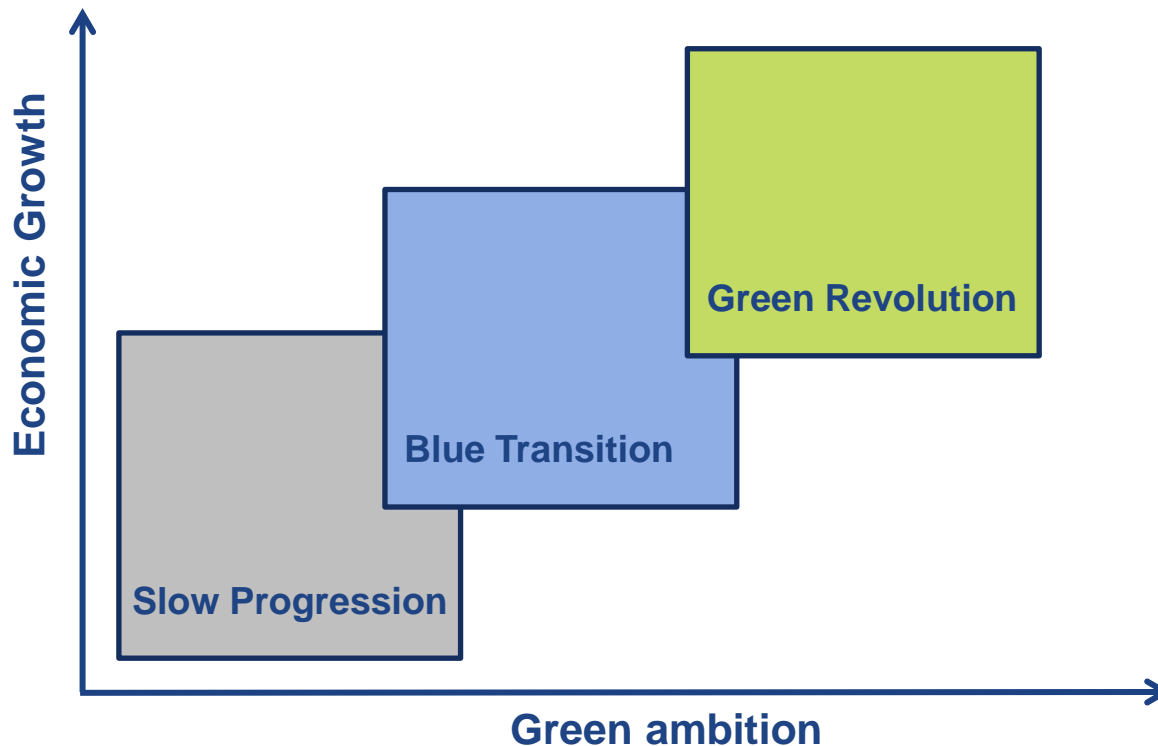 Economic Growth
Green Revolution
Blue Transition
Slow Progression
Green ambition